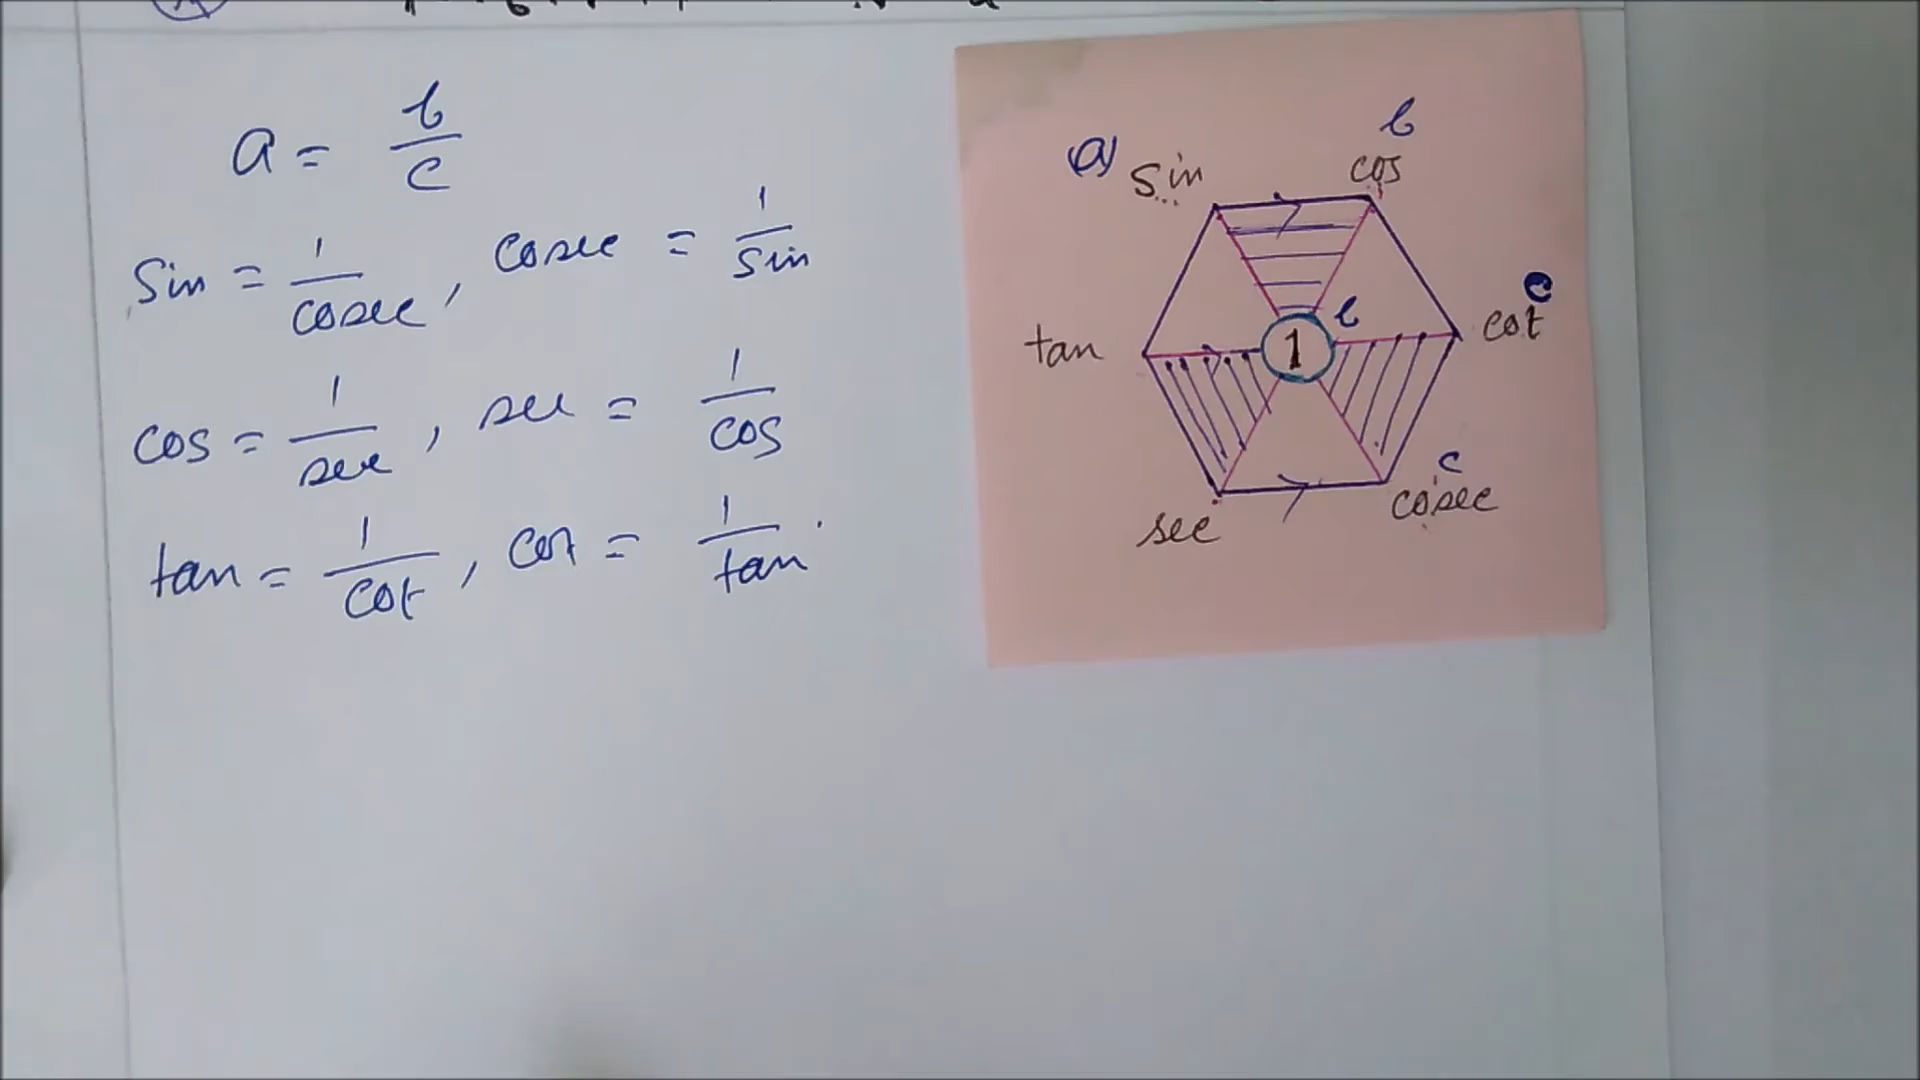 a = b/c
Sin = 1/cosec , cosec = 1/sin
cos = 1/sec , sec = 1/cos
tan = 1/cot , cot = 1/tan .
b
a sin cos
c
b
tan 1 cot
c
sec cosec